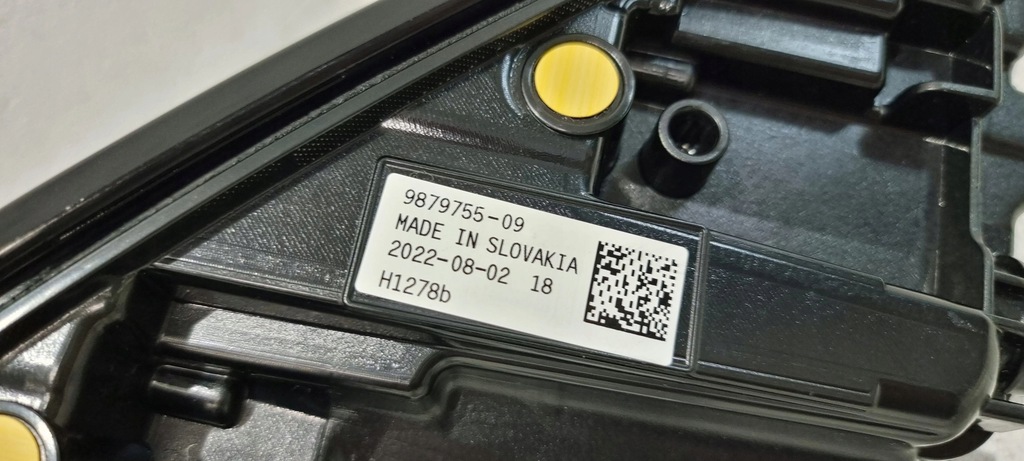 9879755-09
MADE IN SLOVAKIA
2022-08-02 18
H1278b